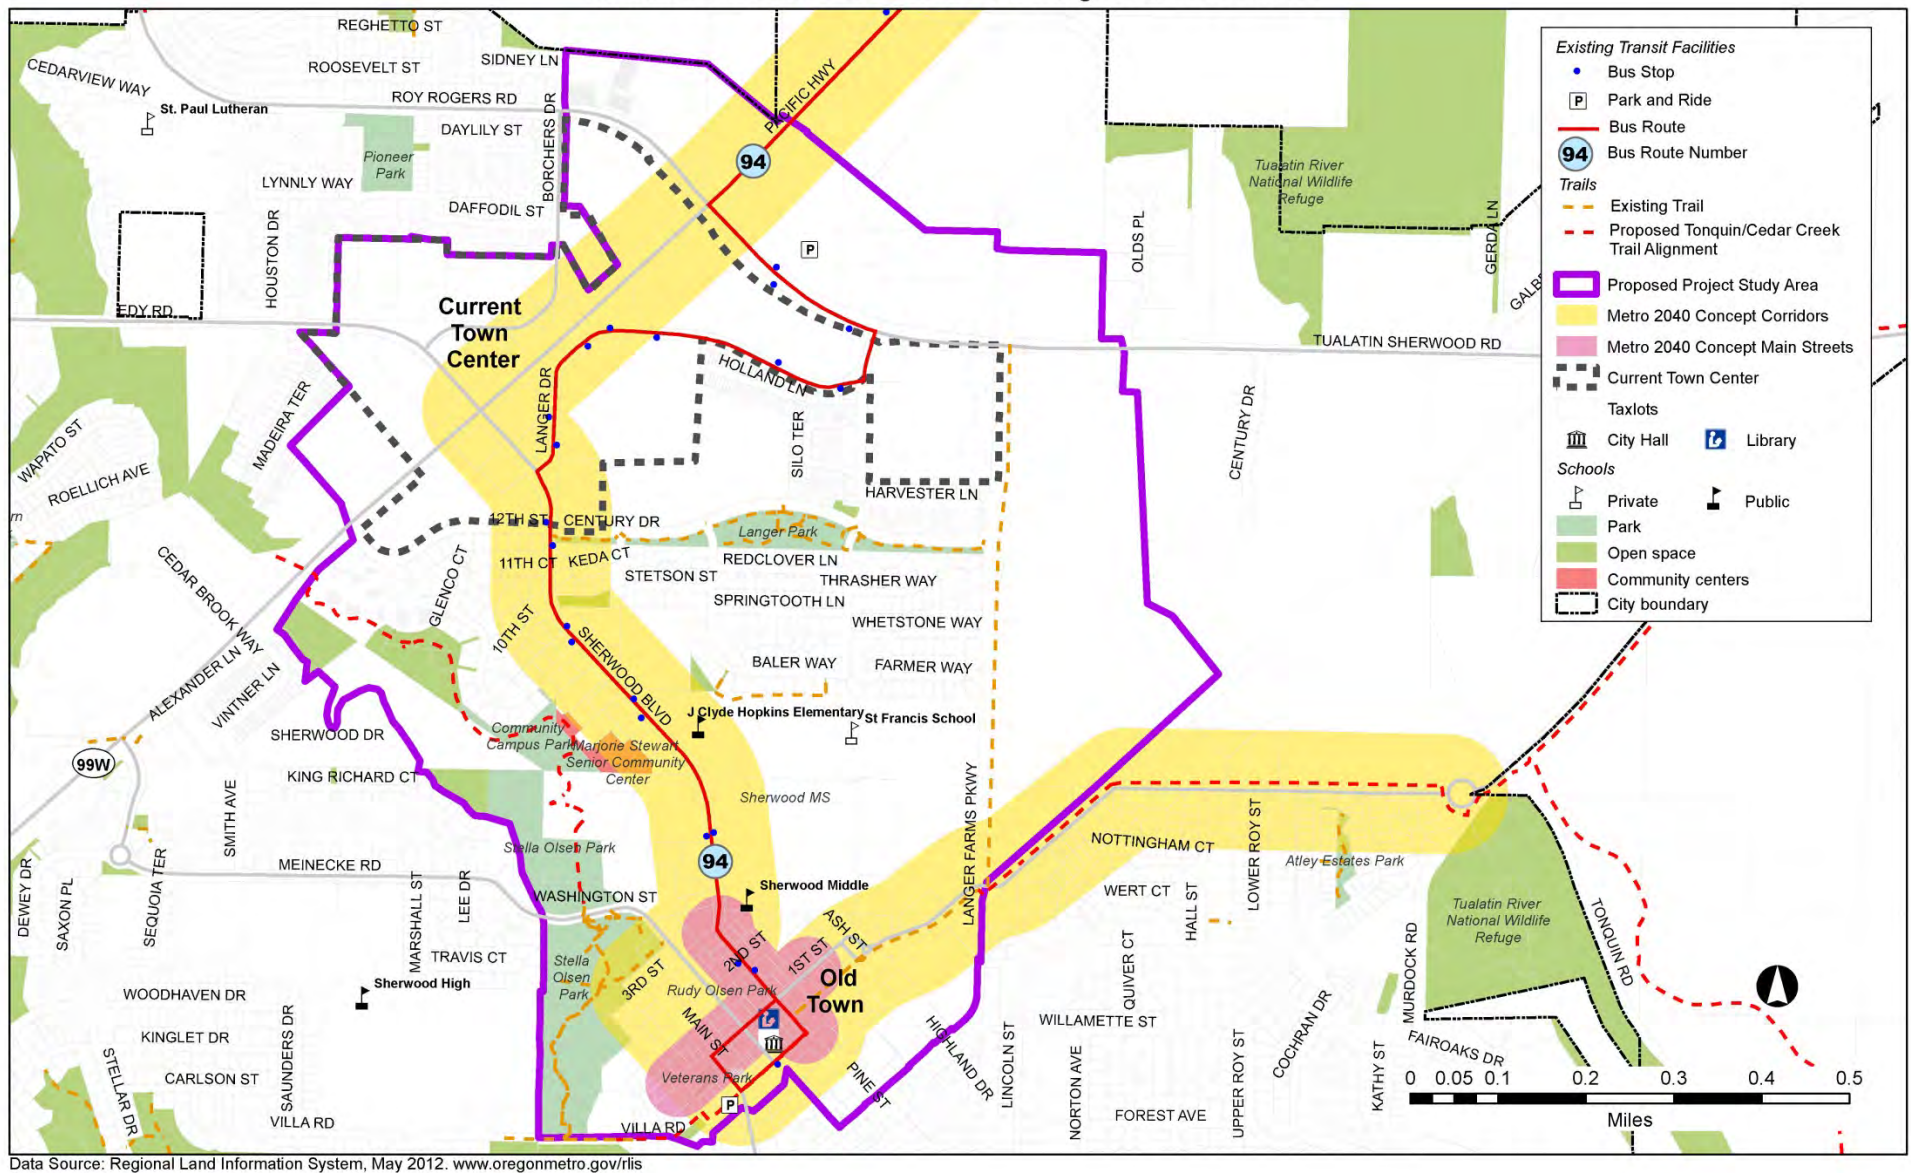 REGHETTO ST
SIDNEY LN
CEDARVIEW WAY
ROOSEVELT ST
ROY ROGERS RD
St. Paul Lutheran
DAYLILY ST
BORCHERS DR
PACIFIC HWY
94
Pioneer
Park
LYNNLY WAY
DAFFODIL ST
HOUSTON DR
EDY RD
Current
Town
Center
P
OLDS PL
Tualatin River
National Wildlife
Refuge
GERDA LN
TUALATIN SHERWOOD RD
HOLLAND LN
LANGER DR
SILO TER
MADEIRA TER
WAPATO ST
ROELLICH AVE
CENTURY DR
HARVESTER LN
12TH ST
CENTURY DR
Langer Park
11TH CT
KEDA CT
REDCLOVER LN
STETSON ST
THRASHER WAY
SPRINGTOOTH LN
WHETSTONE WAY
GLENCO CT
10TH ST
CEDAR BROOK WAY
SHERWOOD BLVD
BALER WAY
FARMER WAY
ALEXANDER LN
VINTNER LN
J Clyde Hopkins Elementary
St Francis School
SHERWOOD DR
Community
Campus Park
Marjorie Stewart
Senior Community
Center
99W
KING RICHARD CT
Sherwood MS
SMITH AVE
LANGER FARMS PKWY
NOTTINGHAM CT
LOWER ROY ST
Atley Estates Park
Stella Olsen Park
94
MEINECKE RD
DEWEY DR
SAXON PL
SEQUOIA TER
MARSHALL ST
LEE DR
WASHINGTON ST
Sherwood Middle
WERT CT
HALL ST
ASH ST
2ND ST
1ST ST
Tualatin River
National Wildlife
Refuge
TONQUIN RD
MURDOCK RD
TRAVIS CT
Stella
Olsen
Park
3RD ST
Rudy Olsen Park
Old
Town
QUIVER CT
Sherwood High
WOODHAVEN DR
MAIN ST
WILLAMETTE ST
COCHRAN DR
KINGLET DR
SAUNDERS DR
HIGHLAND DR
LINCOLN ST
NORTON AVE
UPPER ROY ST
KATHY ST
FAIROAKS DR
STELLAR DR
CARLSON ST
Veterans Park
PINE ST
P
VILLA RD
VILLA RD
FOREST AVE
Existing Transit Facilities
Bus Stop
P Park and Ride
Bus Route
94 Bus Route Number
Trails
Existing Trail
Proposed Tonquin/Cedar Creek
Trail Alignment
Proposed Project Study Area
Metro 2040 Concept Corridors
Metro 2040 Concept Main Streets
Current Town Center
Taxlots
City Hall Library
Schools
Private Public
Park
Open space
Community centers
City boundary
0 0.05 0.1 0.2 0.3 0.4 0.5
Miles
Data Source: Regional Land Information System, May 2012. www.oregonmetro.gov/rlis